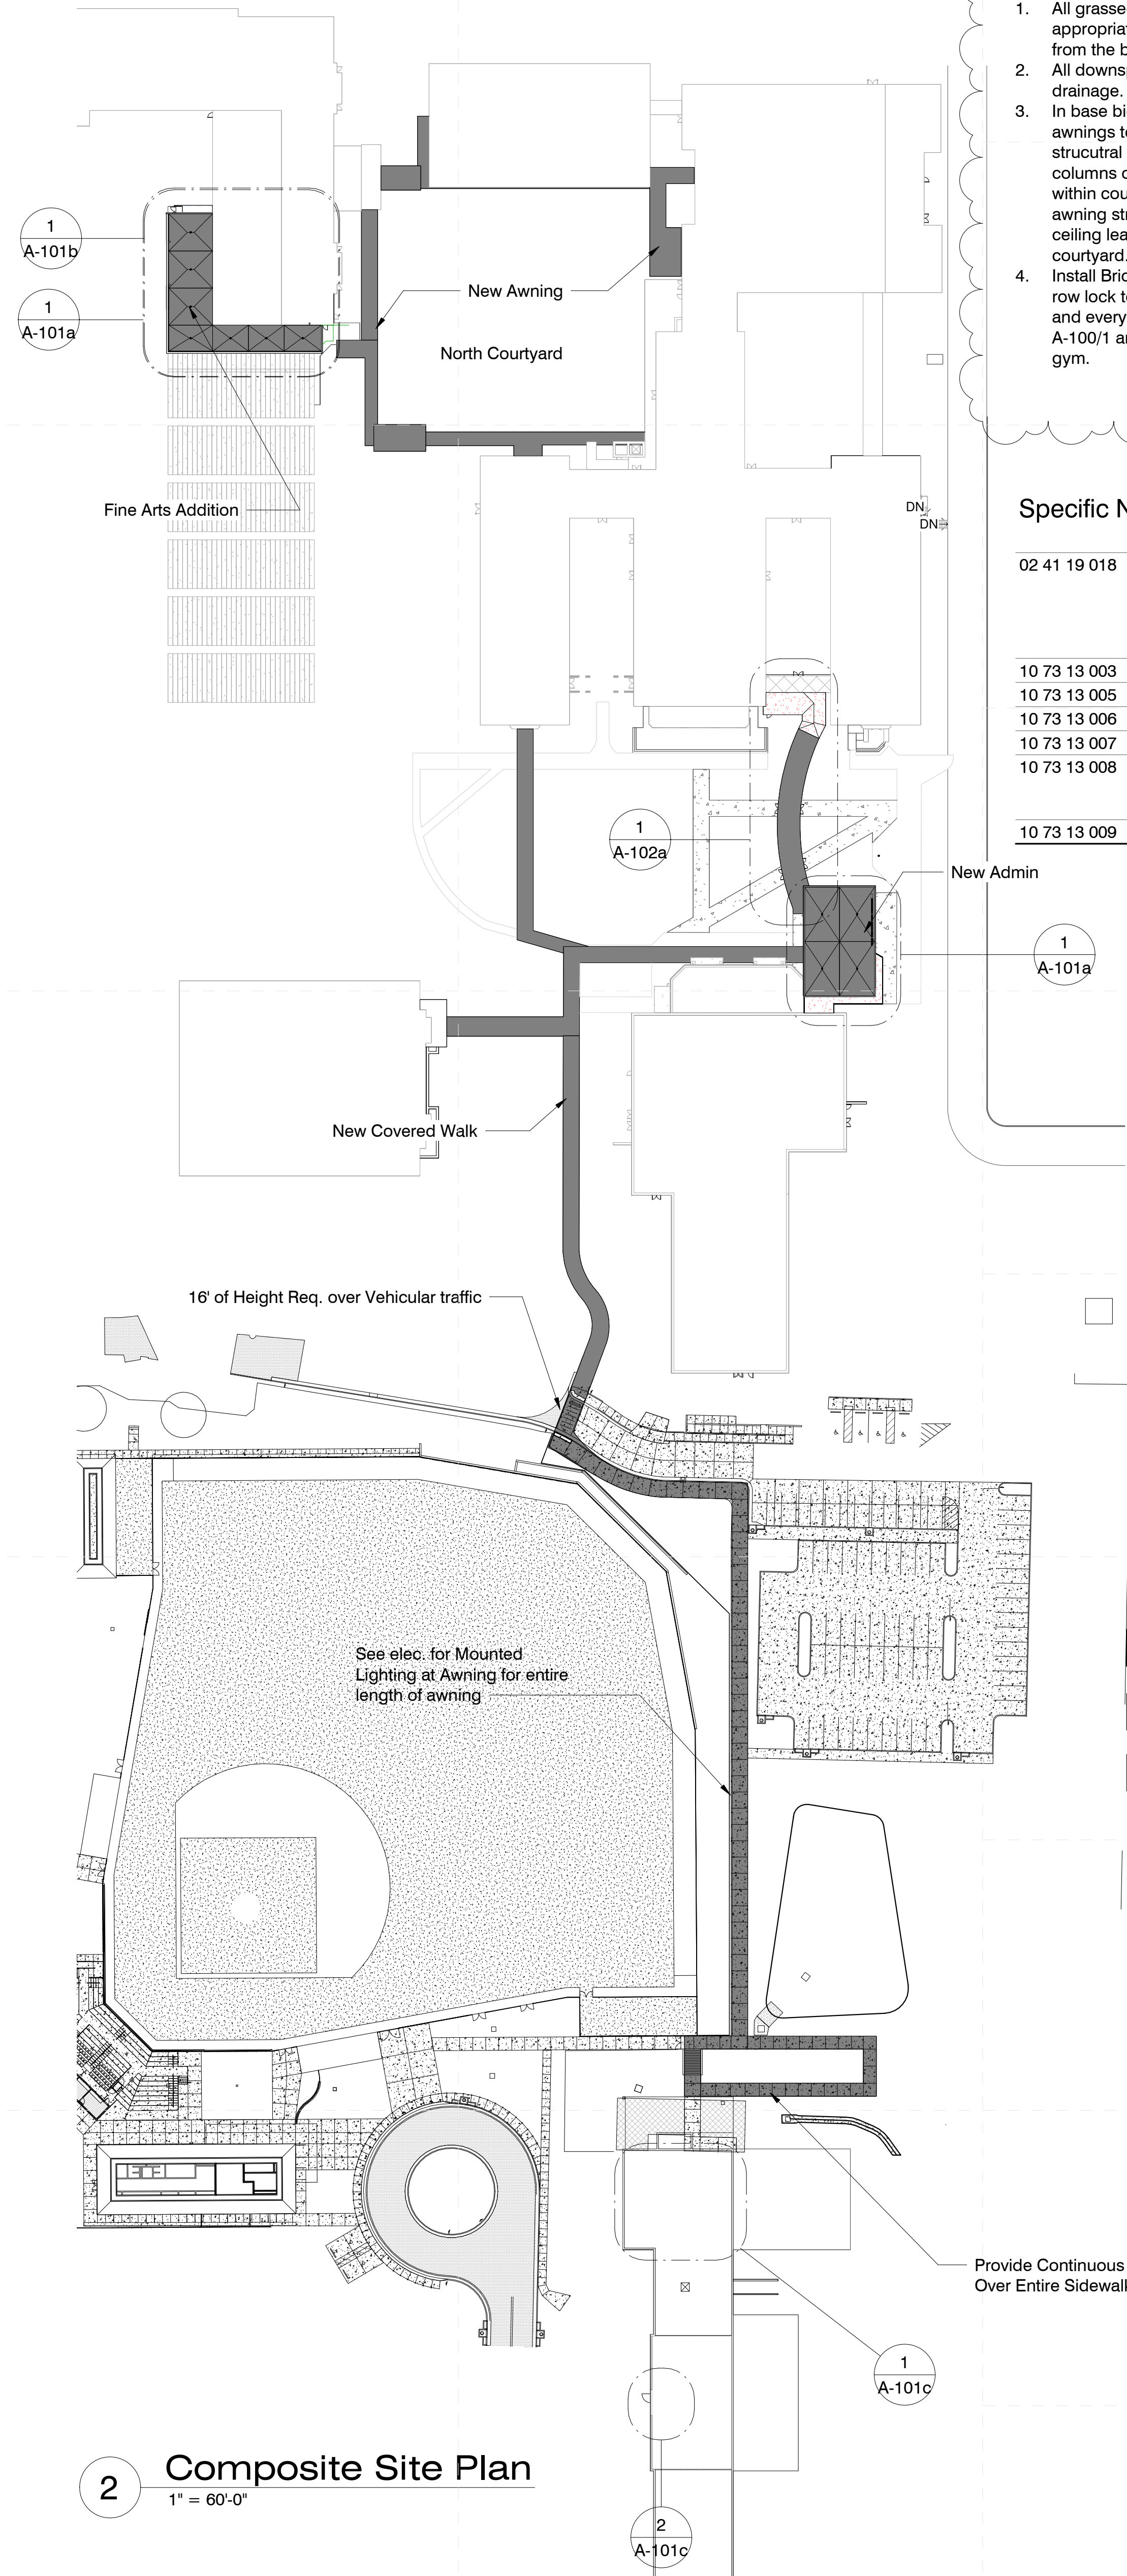 1. All grasse
appropriat
from the b
2. All downsp
drainage.
3. In base bi
awnings t
strucutral
columns c
within cou
awning str
ceiling lea
courtyard.
4. Install Bric
row lock t
and every
A-100/1 a
gym.
1
A-101b
1
A-101a
New Awning
North Courtyard
Fine Arts Addition
DN
DN
Specific N
02 41 19 018
10 73 13 003
10 73 13 005
10 73 13 006
10 73 13 007
10 73 13 008
10 73 13 009
1
A-102a
New Admin
1
A-101a
New Covered Walk
16' of Height Req. over Vehicular traffic
See elec. for Mounted
Lighting at Awning for entire
length of awning
Provide Continuous
Over Entire Sidewal
1
A-101c
2
Composite Site Plan
1" = 60'-0"
2
A-101c